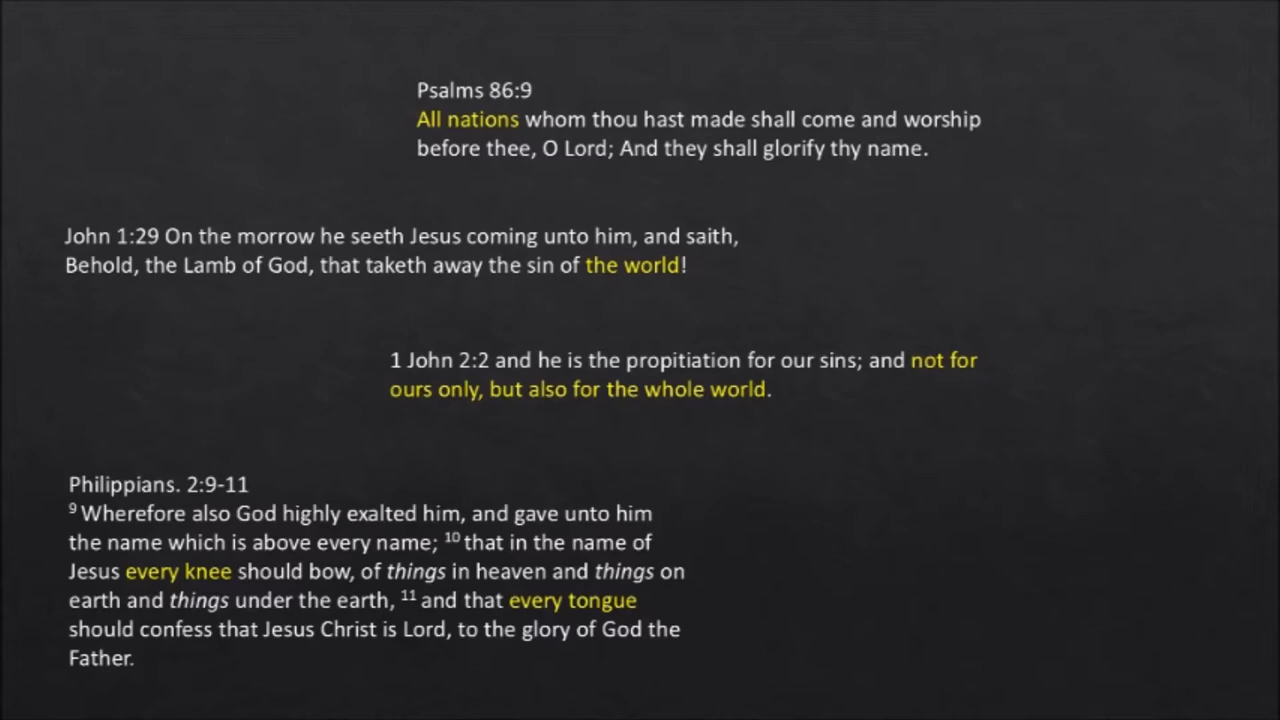 Psalms 86:9
All nations whom thou hast made shall come and worship
before thee, O Lord; And they shall glorify thy name.
John 1:29 On the morrow he seeth Jesus coming unto him, and saith,
Behold, the Lamb of God, that taketh away the sin of the world!
1 John 2:2 and he is the propitiation for our sins; and not for
ours only, but also for the whole world.
Philippians. 2:9-11
9 Wherefore also God highly exalted him, and gave unto him
the name which is above every name; 10 that in the name of
Jesus every knee should bow, of things in heaven and things on
earth and things under the earth, 11 and that every tongue
should confess that Jesus Christ is Lord, to the glory of God the
Father.